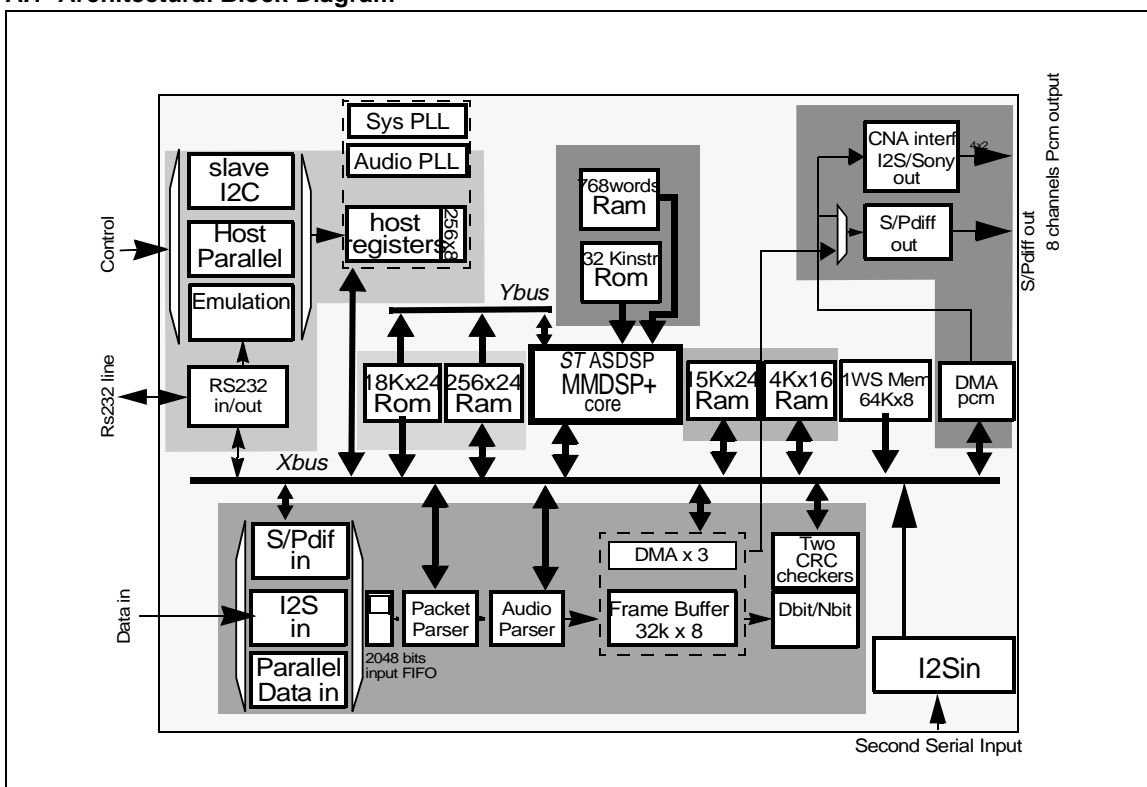 Architectural Block Diagram
Sys PLL
Audio PLL
slave
I2C
Host
Parallel
Emulation
host
registers
256x8
Control
RS232
in/out
Rs232 line
768words
Ram
32 Kinstr
Rom
CNA interf
I2S/Sony
out
4x2
S/Pdiff
out
8 channels Pcm output
S/Pdiff out
Ybus
18Kx24
Rom
256x24
Ram
ST ASDSP
MMDSP+
core
15Kx24
Ram
4Kx16
Ram
1WS Mem
64Kx8
DMA
pcm
Xbus
Data in
S/Pdif
in
I2S
in
Parallel
Data in
2048 bits
input FIFO
Packet
Parser
Audio
Parser
DMA x 3
Frame Buffer
32k x 8
Two
CRC
checkers
Dbit/Nbit
I2Sin
Second Serial Input